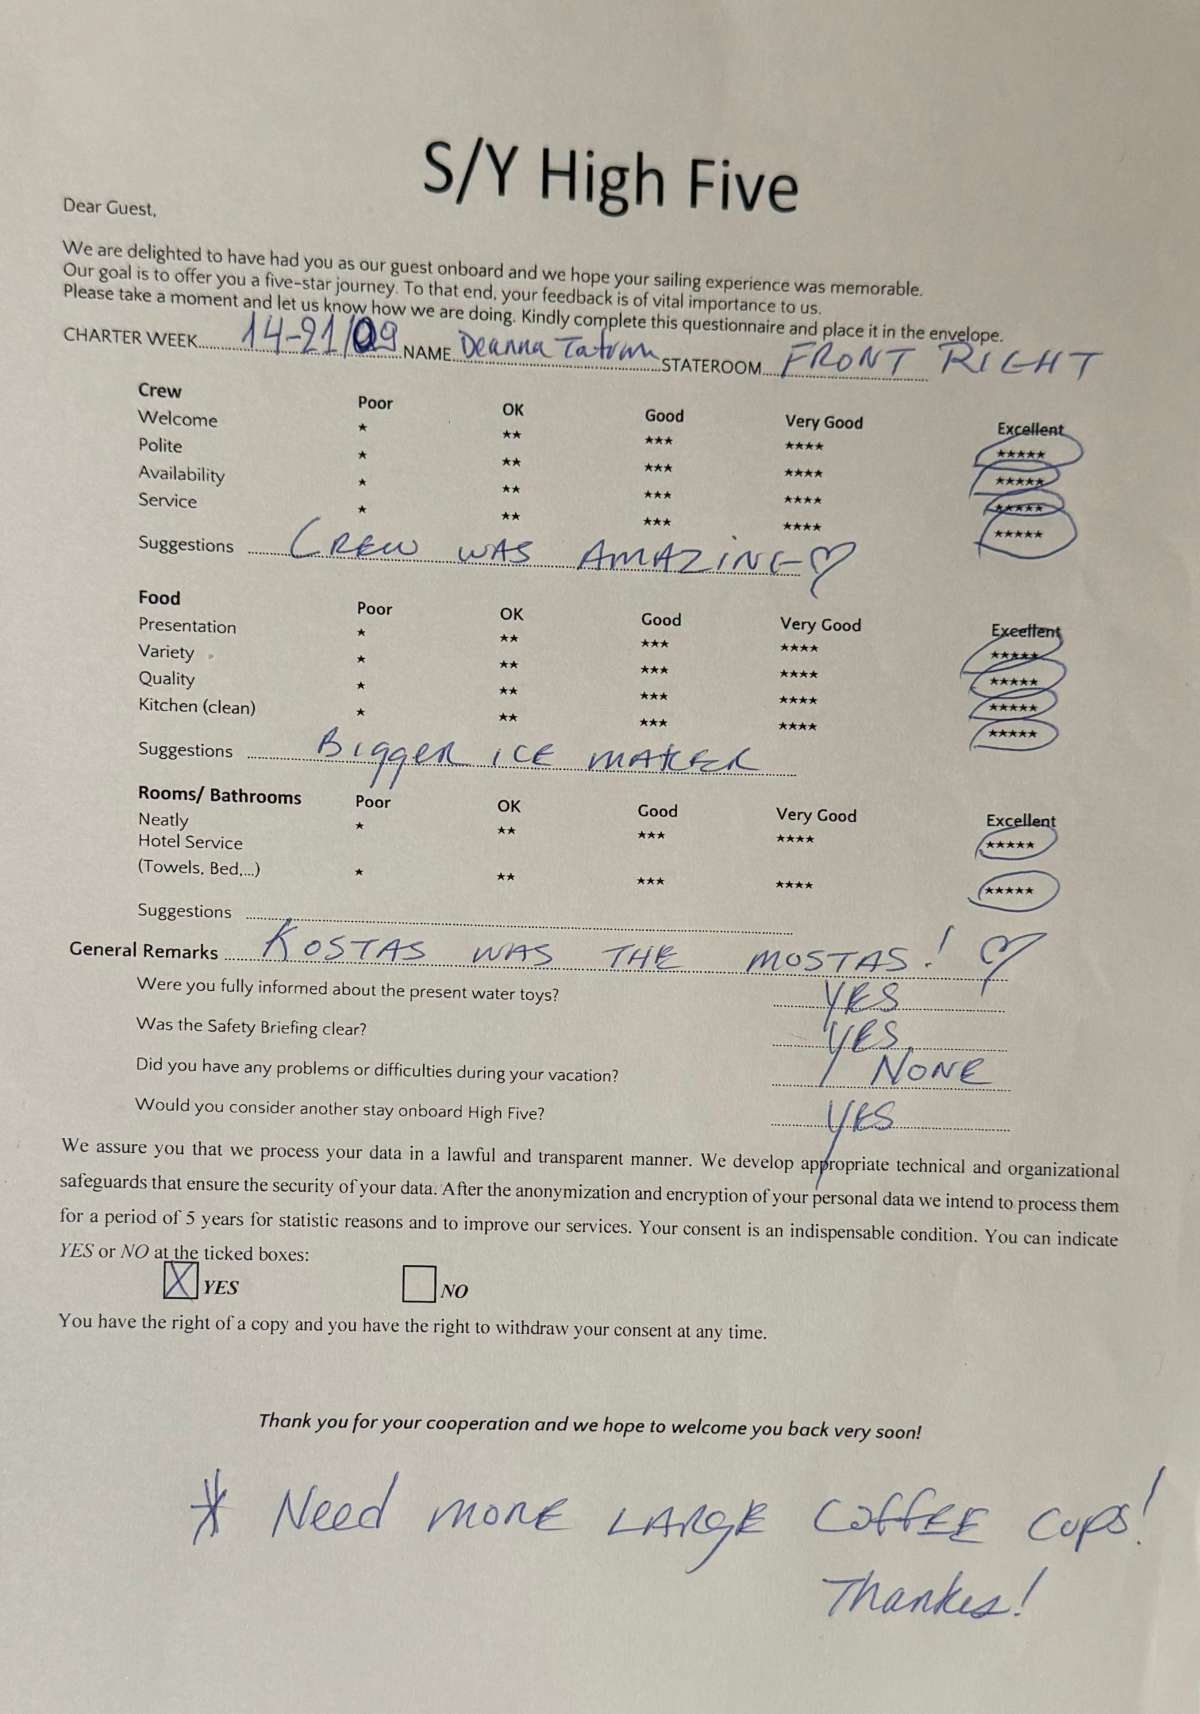 S/Y High Five
Dear Guest,
We are delighted to have had you as our guest onboard and we hope your sailing experience was memorable.
Our goal is to offer you a five-star journey. To that end, your feedback is of vital importance to us.
Please take a moment and let us know how we are doing. Kindly complete this questionnaire and place it in the envelope.
CHARTER WEEK 14-21/09 NAME Deanna Tatum STATEROOM FRONT RIGHT
Crew Poor OK Good Very Good Excellent
Welcome * ** *** **** *****
Polite * ** *** **** *****
Availability * ** *** **** *****
Service * ** *** **** *****
Suggestions CREW WAS AMAZING ♡
Food Poor OK Good Very Good Excellent
Presentation * ** *** **** *****
Variety * ** *** **** *****
Quality * ** *** **** *****
Kitchen (clean) * ** *** **** *****
Suggestions BIggER ICE MAKER
Rooms/ Bathrooms Poor OK Good Very Good Excellent
Neatly * ** *** **** *****
Hotel Service
(Towels, Bed,...) * ** *** **** *****
Suggestions
General Remarks KOSTAS WAS THE MOSTAS! ♡
Were you fully informed about the present water toys? YES
Was the Safety Briefing clear? YES
Did you have any problems or difficulties during your vacation? NONE
Would you consider another stay onboard High Five? YES
We assure you that we process your data in a lawful and transparent manner. We develop appropriate technical and organizational
safeguards that ensure the security of your data. After the anonymization and encryption of your personal data we intend to process them
for a period of 5 years for statistic reasons and to improve our services. Your consent is an indispensable condition. You can indicate
YES or NO at the ticked boxes:
X YES NO
You have the right of a copy and you have the right to withdraw your consent at any time.
Thank you for your cooperation and we hope to welcome you back very soon!
* Need MORE LARgE COffEE Cups!
Thankes!